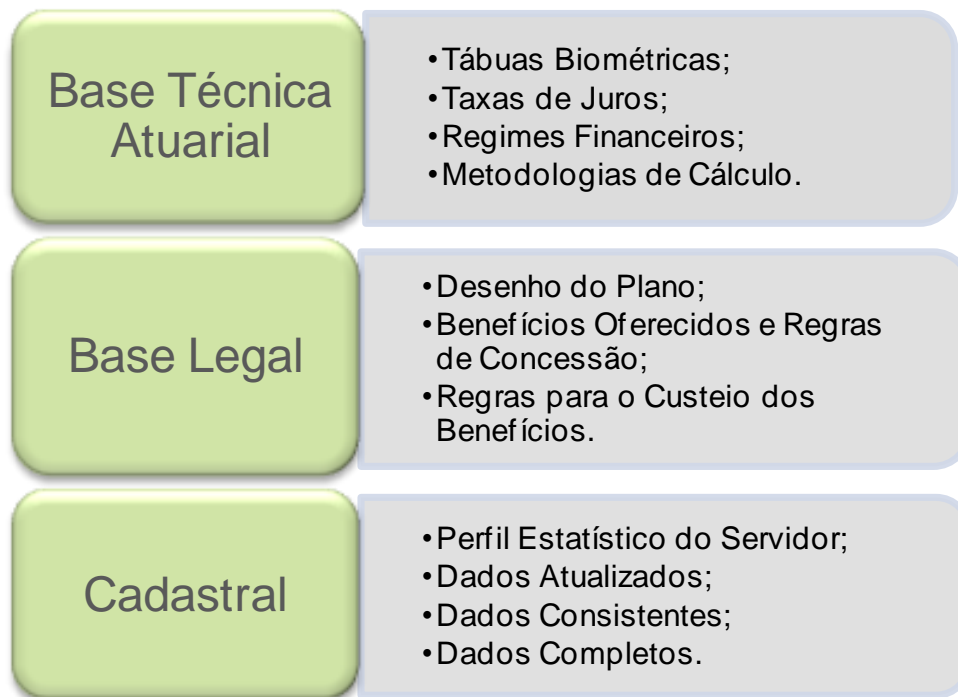 Base Técnica
Atuarial
•Tábuas Biométricas;
•Taxas de Juros;
•Regimes Financeiros;
•Metodologias de Cálculo.
Base Legal
•Desenho do Plano;
•Benefícios Oferecidos e Regras
de Concessão;
•Regras para o Custeio dos
Benefícios.
Cadastral
•Perfil Estatístico do Servidor;
•Dados Atualizados;
•Dados Consistentes;
•Dados Completos.